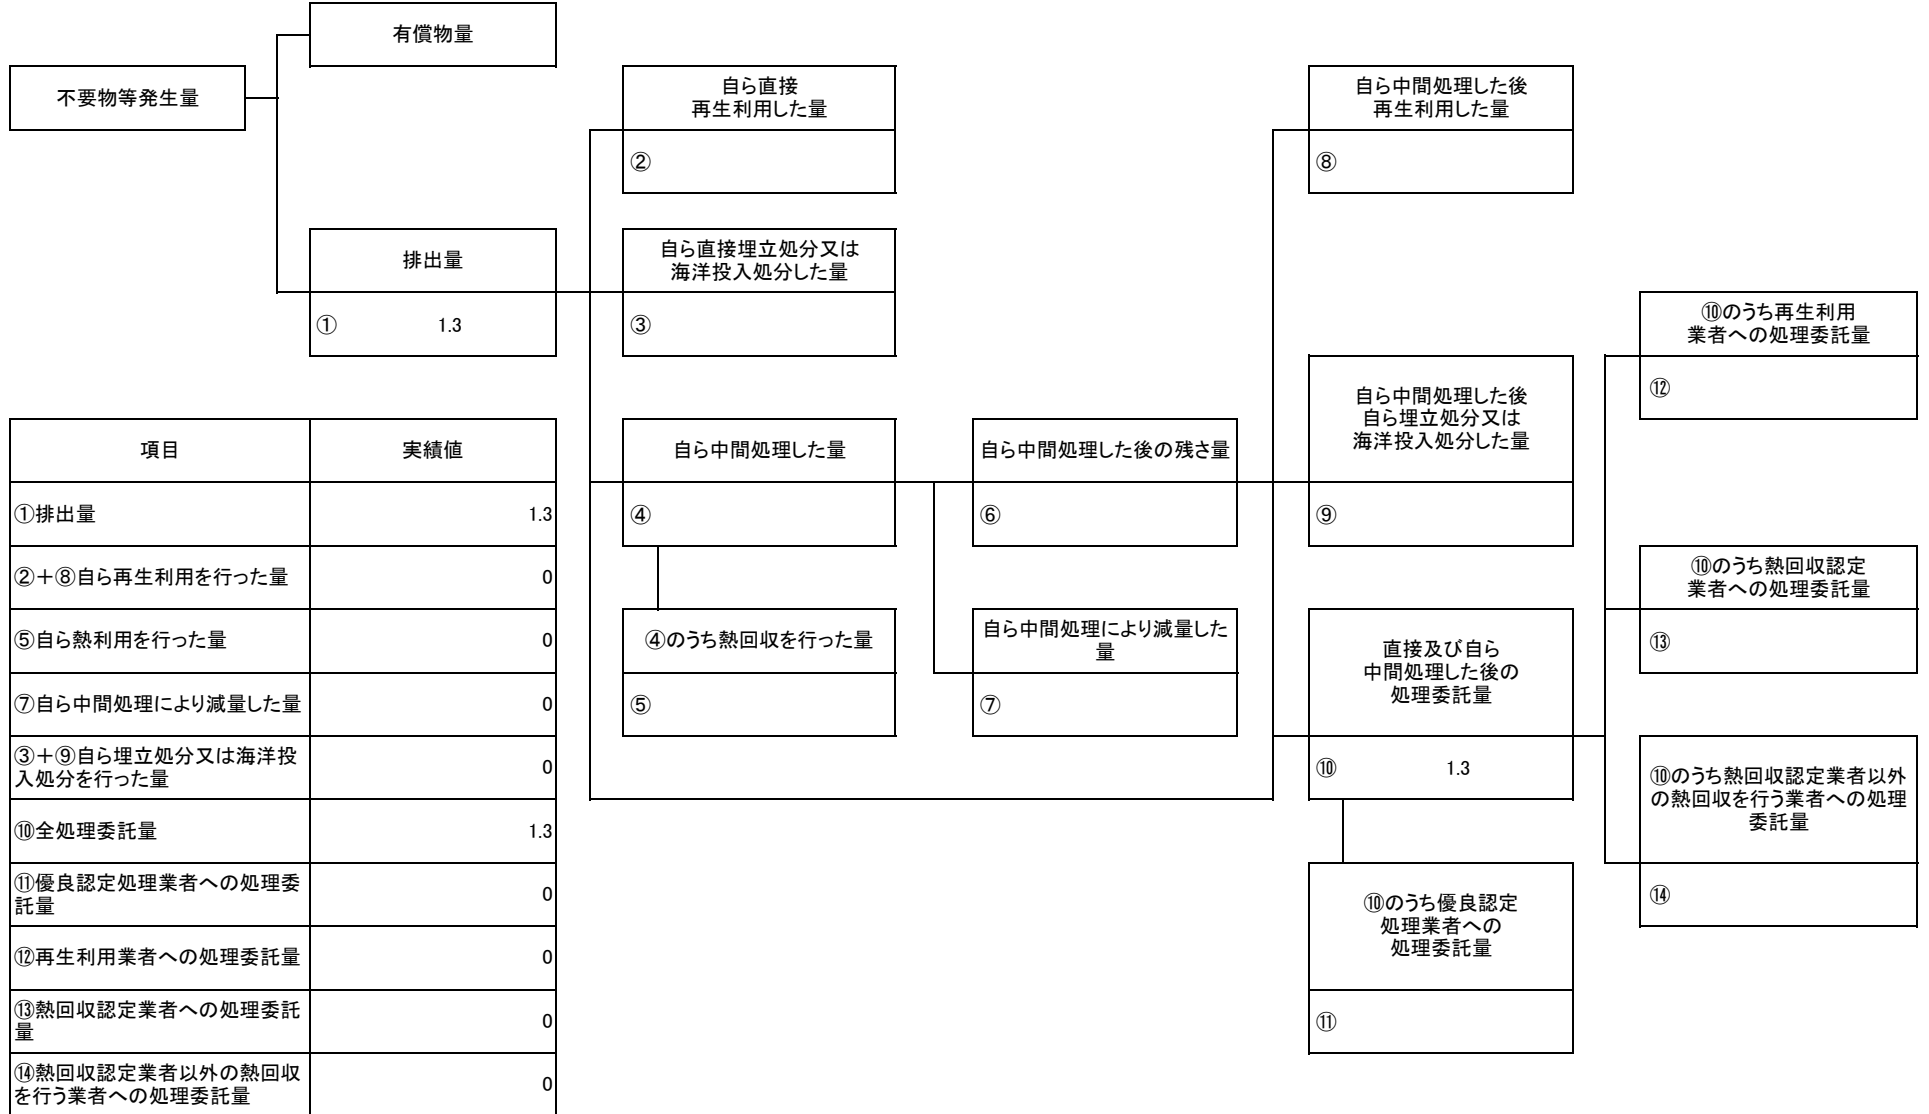 有償物量
不要物等発生量
自ら直接
再生利用した量
②
自ら中間処理した後
再生利用した量
⑧
排出量
①　1.3
自ら直接埋立処分又は
海洋投入処分した量
③
⑩のうち再生利用
業者への処理委託量
⑫
自ら中間処理した量
④
自ら中間処理した後の残さ量
⑥
自ら中間処理した後
自ら埋立処分又は
海洋投入処分した量
⑨
⑩のうち熱回収認定
業者への処理委託量
⑬
④のうち熱回収を行った量
⑤
自ら中間処理により減量した
量
⑦
直接及び自ら
中間処理した後の
処理委託量
⑩　1.3
⑩のうち熱回収認定業者以外
の熱回収を行う業者への処理
委託量
⑭
⑩のうち優良認定
処理業者への
処理委託量
⑪
項目　実績値
①排出量　1.3
②＋⑧自ら再生利用を行った量　0
⑤自ら熱利用を行った量　0
⑦自ら中間処理により減量した量　0
③＋⑨自ら埋立処分又は海洋投
入処分を行った量　0
⑩全処理委託量　1.3
⑪優良認定処理業者への処理委
託量　0
⑫再生利用業者への処理委託量　0
⑬熱回収認定業者への処理委託
量　0
⑭熱回収認定業者以外の熱回収
を行う業者への処理委託量　0